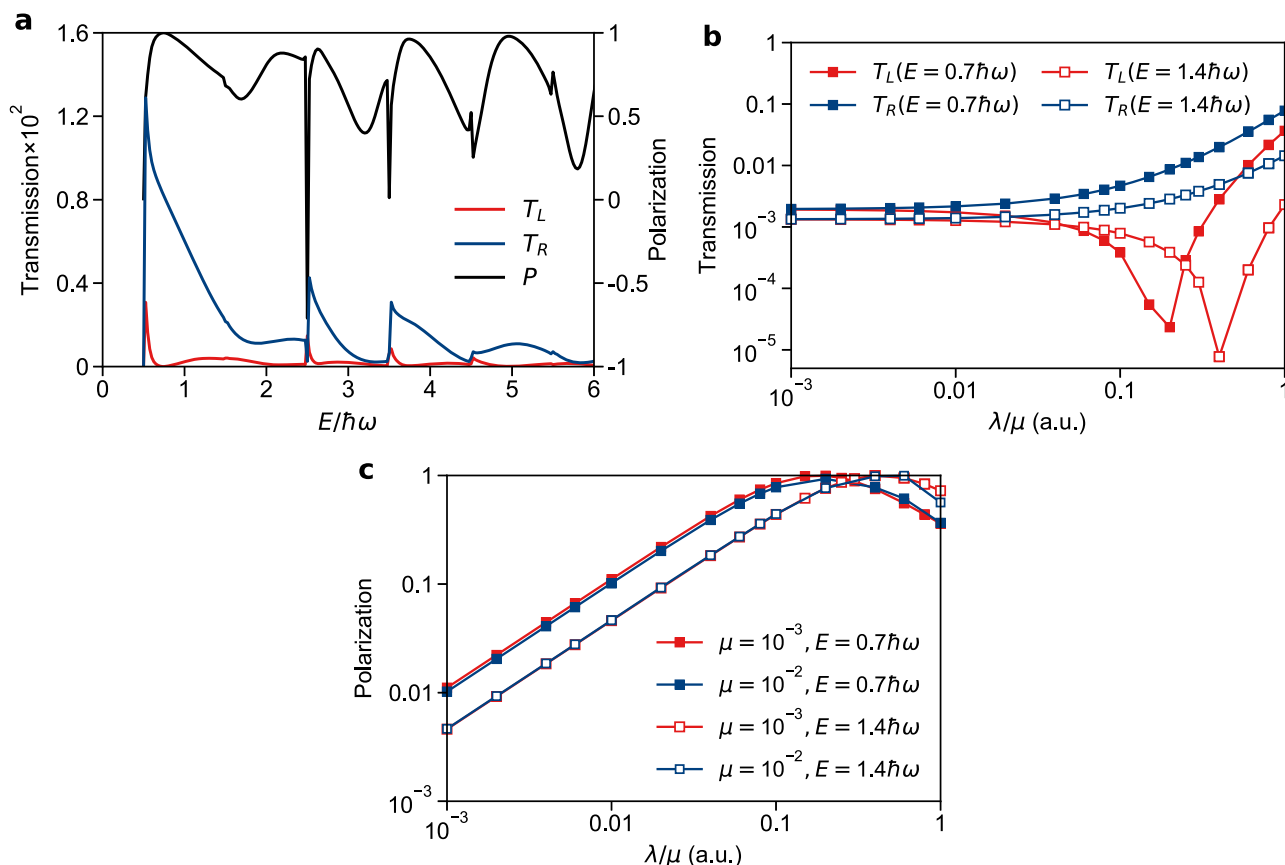 a
Transmission×10²
1.6
1.2
0.8
0.4
0
1
0.5
0
-0.5
-1
Polarization
T_L
T_R
P
0 1 2 3 4 5 6
E/ħω
b
Transmission
1
0.1
0.01
10⁻³
10⁻⁴
10⁻⁵
T_L(E = 0.7ħω)
T_R(E = 0.7ħω)
T_L(E = 1.4ħω)
T_R(E = 1.4ħω)
10⁻³ 0.01 0.1 1
λ/μ (a.u.)
c
Polarization
1
0.1
0.01
10⁻³
μ = 10⁻³, E = 0.7ħω
μ = 10⁻², E = 0.7ħω
μ = 10⁻³, E = 1.4ħω
μ = 10⁻², E = 1.4ħω
10⁻³ 0.01 0.1 1
λ/μ (a.u.)